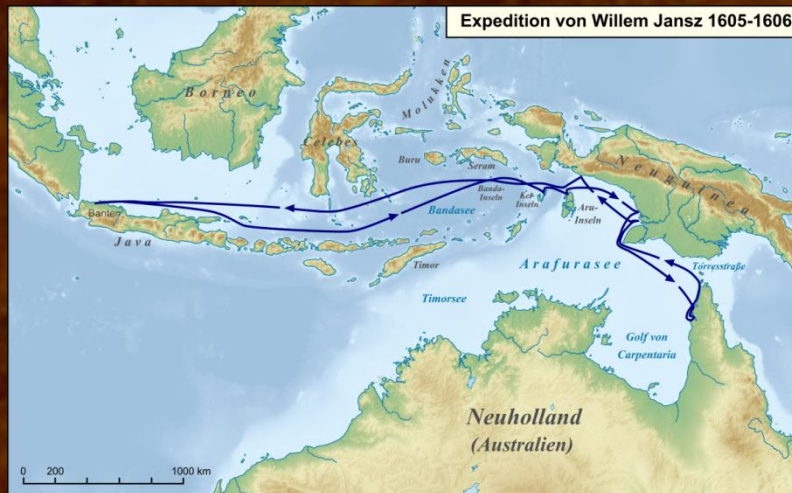 Expedition von Willem Jansz 1605-1606
Borneo
Molukken
Celebes
Buru
Seram
Neuguinea
Banda-
Inseln
Kei-
Inseln
Aru-
Inseln
Banten
Bandasee
Java
Timor
Arafurasee
Torresstraße
Timorsee
Golf von
Carpentaria
Neuholland
(Australien)
0 200 1000 km